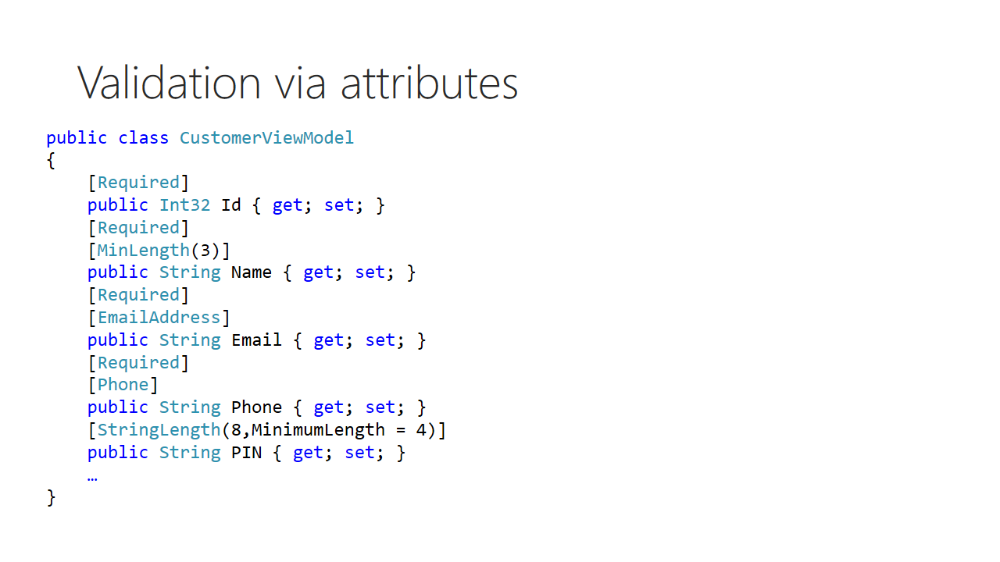 Validation via attributes
public class CustomerViewModel
{
    [Required]
    public Int32 Id { get; set; }
    [Required]
    [MinLength(3)]
    public String Name { get; set; }
    [Required]
    [EmailAddress]
    public String Email { get; set; }
    [Required]
    [Phone]
    public String Phone { get; set; }
    [StringLength(8,MinimumLength = 4)]
    public String PIN { get; set; }
    …
}